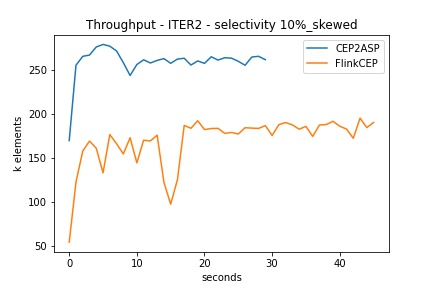 Throughput - ITER2 - selectivity 10%_skewed
CEP2ASP
FlinkCEP
250
200
150
100
50
k elements
0 10 20 30 40
seconds